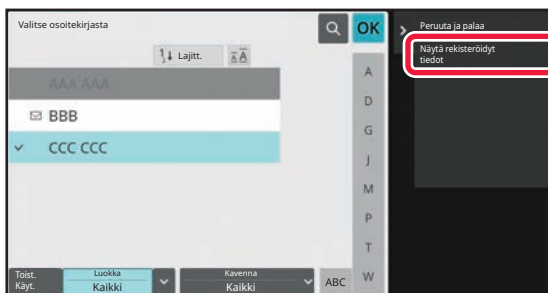 Valitse osoitekirjasta
OK
Peruuta ja palaa
Näytä rekisteröidyt
tiedot
Lajitt.
AAA AAA
BBB
CCC CCC
A
D
G
J
M
P
T
W
Toist.
Käyt.
Luokka
Kaikki
Kavenna
Kaikki
ABC